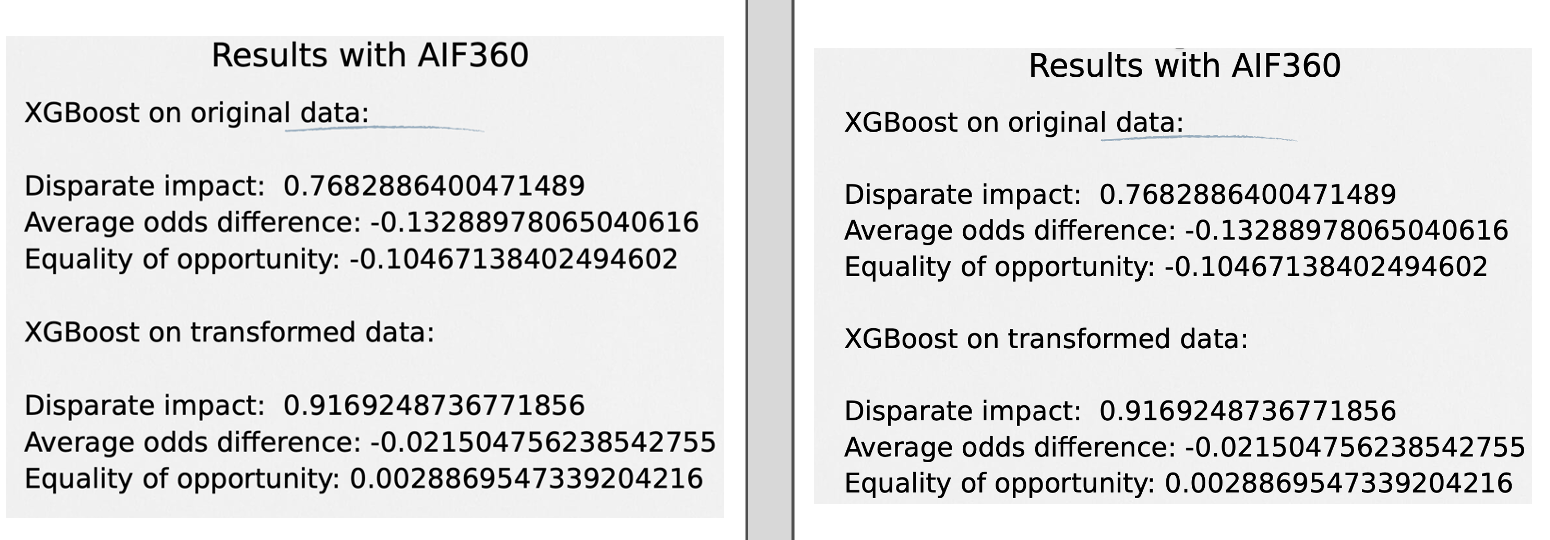 Results with AIF360
XGBoost on original data:
Disparate impact: 0.7682886400471489
Average odds difference: -0.13288978065040616
Equality of opportunity: -0.10467138402494602
XGBoost on transformed data:
Disparate impact: 0.9169248736771856
Average odds difference: -0.021504756238542755
Equality of opportunity: 0.0028869547339204216
Results with AIF360
XGBoost on original data:
Disparate impact: 0.7682886400471489
Average odds difference: -0.13288978065040616
Equality of opportunity: -0.10467138402494602
XGBoost on transformed data:
Disparate impact: 0.9169248736771856
Average odds difference: -0.021504756238542755
Equality of opportunity: 0.0028869547339204216